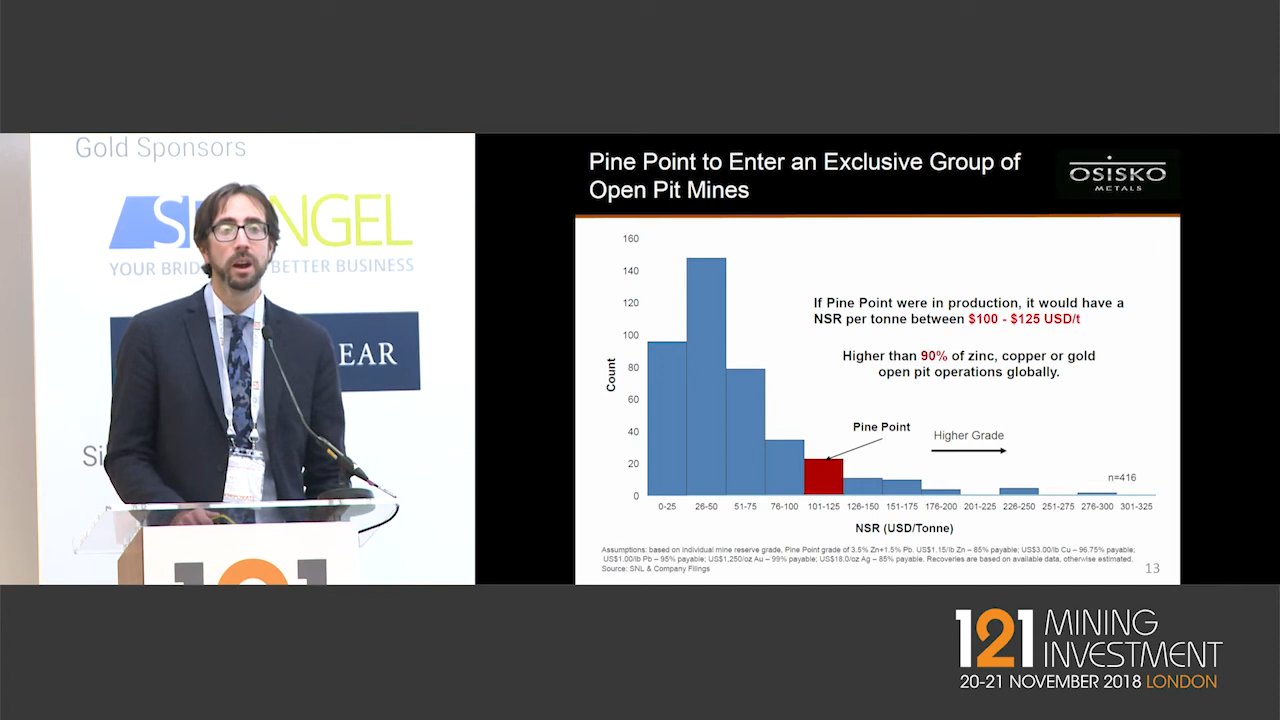 Gold Sponsors
NGEL
YOUR BRID BETTER BUSINESS
EAR
Si
121
Pine Point to Enter an Exclusive Group of
Open Pit Mines
OSISKO
METALS
160
140
120
100
80
60
40
20
0
Count
If Pine Point were in production, it would have a
NSR per tonne between $100 - $125 USD/t
Higher than 90% of zinc, copper or gold
open pit operations globally.
Pine Point
Higher Grade
n=416
0-25 26-50 51-75 76-100 101-125 126-150 151-175 176-200 201-225 226-250 251-275 276-300 301-325
NSR (USD/Tonne)
Assumptions: based on individual mine reserve grade, Pine Point grade of 3.5% Zn+1.5% Pb. US$1.15/lb Zn – 85% payable; US$3.00/lb Cu – 96.75% payable;
US$1.00/lb Pb – 95% payable; US$1,250/oz Au – 99% payable; US$18.0/oz Ag – 85% payable. Recoveries are based on available data, otherwise estimated.
Source: SNL & Company Filings
13
121 MINING
INVESTMENT
20-21 NOVEMBER 2018 LONDON